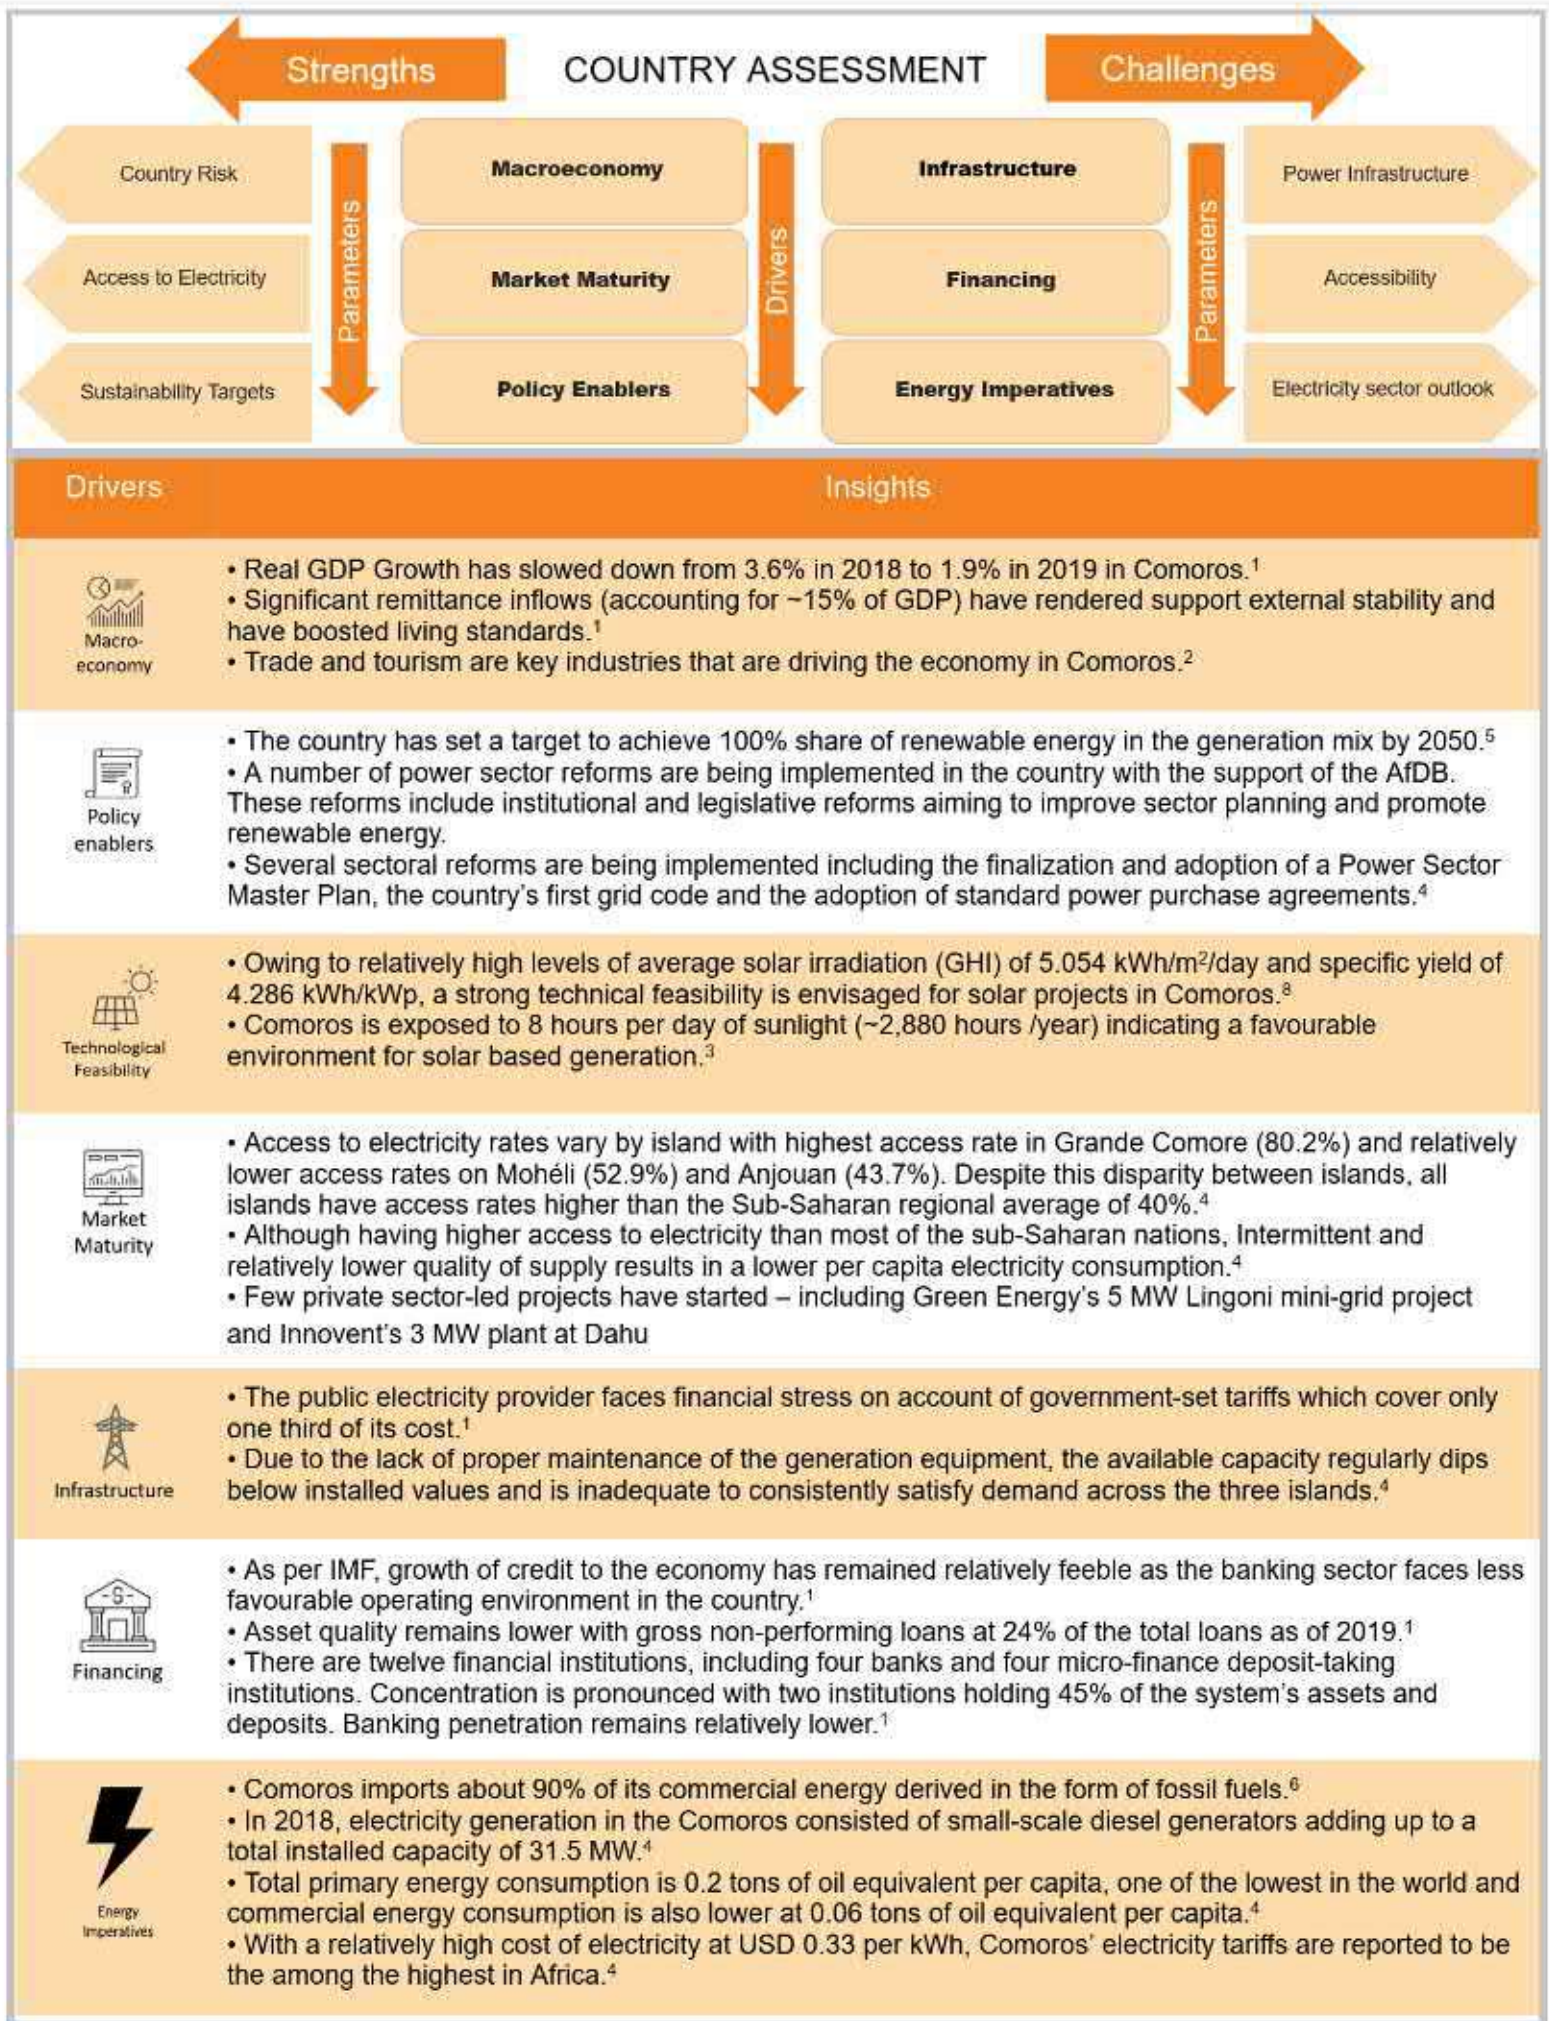 Strengths
COUNTRY ASSESSMENT
Challenges
Country Risk
Parameters
Macroeconomy
Drivers
Infrastructure
Parameters
Power Infrastructure
Access to Electricity
Market Maturity
Financing
Accessibility
Sustainability Targets
Policy Enablers
Energy Imperatives
Electricity sector outlook
Drivers
Insights
Macro-
economy
• Real GDP Growth has slowed down from 3.6% in 2018 to 1.9% in 2019 in Comoros.¹
• Significant remittance inflows (accounting for ~15% of GDP) have rendered support external stability and
have boosted living standards.¹
• Trade and tourism are key industries that are driving the economy in Comoros.²
Policy
enablers
• The country has set a target to achieve 100% share of renewable energy in the generation mix by 2050.⁵
• A number of power sector reforms are being implemented in the country with the support of the AfDB.
These reforms include institutional and legislative reforms aiming to improve sector planning and promote
renewable energy.
• Several sectoral reforms are being implemented including the finalization and adoption of a Power Sector
Master Plan, the country's first grid code and the adoption of standard power purchase agreements.⁴
Technological
Feasibility
• Owing to relatively high levels of average solar irradiation (GHI) of 5.054 kWh/m²/day and specific yield of
4.286 kWh/kWp, a strong technical feasibility is envisaged for solar projects in Comoros.⁸
• Comoros is exposed to 8 hours per day of sunlight (~2,880 hours /year) indicating a favourable
environment for solar based generation.³
Market
Maturity
• Access to electricity rates vary by island with highest access rate in Grande Comore (80.2%) and relatively
lower access rates on Mohéli (52.9%) and Anjouan (43.7%). Despite this disparity between islands, all
islands have access rates higher than the Sub-Saharan regional average of 40%.⁴
• Although having higher access to electricity than most of the sub-Saharan nations, Intermittent and
relatively lower quality of supply results in a lower per capita electricity consumption.⁴
• Few private sector-led projects have started – including Green Energy's 5 MW Lingoni mini-grid project
and Innovent's 3 MW plant at Dahu
Infrastructure
• The public electricity provider faces financial stress on account of government-set tariffs which cover only
one third of its cost.¹
• Due to the lack of proper maintenance of the generation equipment, the available capacity regularly dips
below installed values and is inadequate to consistently satisfy demand across the three islands.⁴
Financing
• As per IMF, growth of credit to the economy has remained relatively feeble as the banking sector faces less
favourable operating environment in the country.¹
• Asset quality remains lower with gross non-performing loans at 24% of the total loans as of 2019.¹
• There are twelve financial institutions, including four banks and four micro-finance deposit-taking
institutions. Concentration is pronounced with two institutions holding 45% of the system's assets and
deposits. Banking penetration remains relatively lower.¹
Energy
Imperatives
• Comoros imports about 90% of its commercial energy derived in the form of fossil fuels.⁶
• In 2018, electricity generation in the Comoros consisted of small-scale diesel generators adding up to a
total installed capacity of 31.5 MW.⁴
• Total primary energy consumption is 0.2 tons of oil equivalent per capita, one of the lowest in the world and
commercial energy consumption is also lower at 0.06 tons of oil equivalent per capita.⁴
• With a relatively high cost of electricity at USD 0.33 per kWh, Comoros' electricity tariffs are reported to be
the among the highest in Africa.⁴